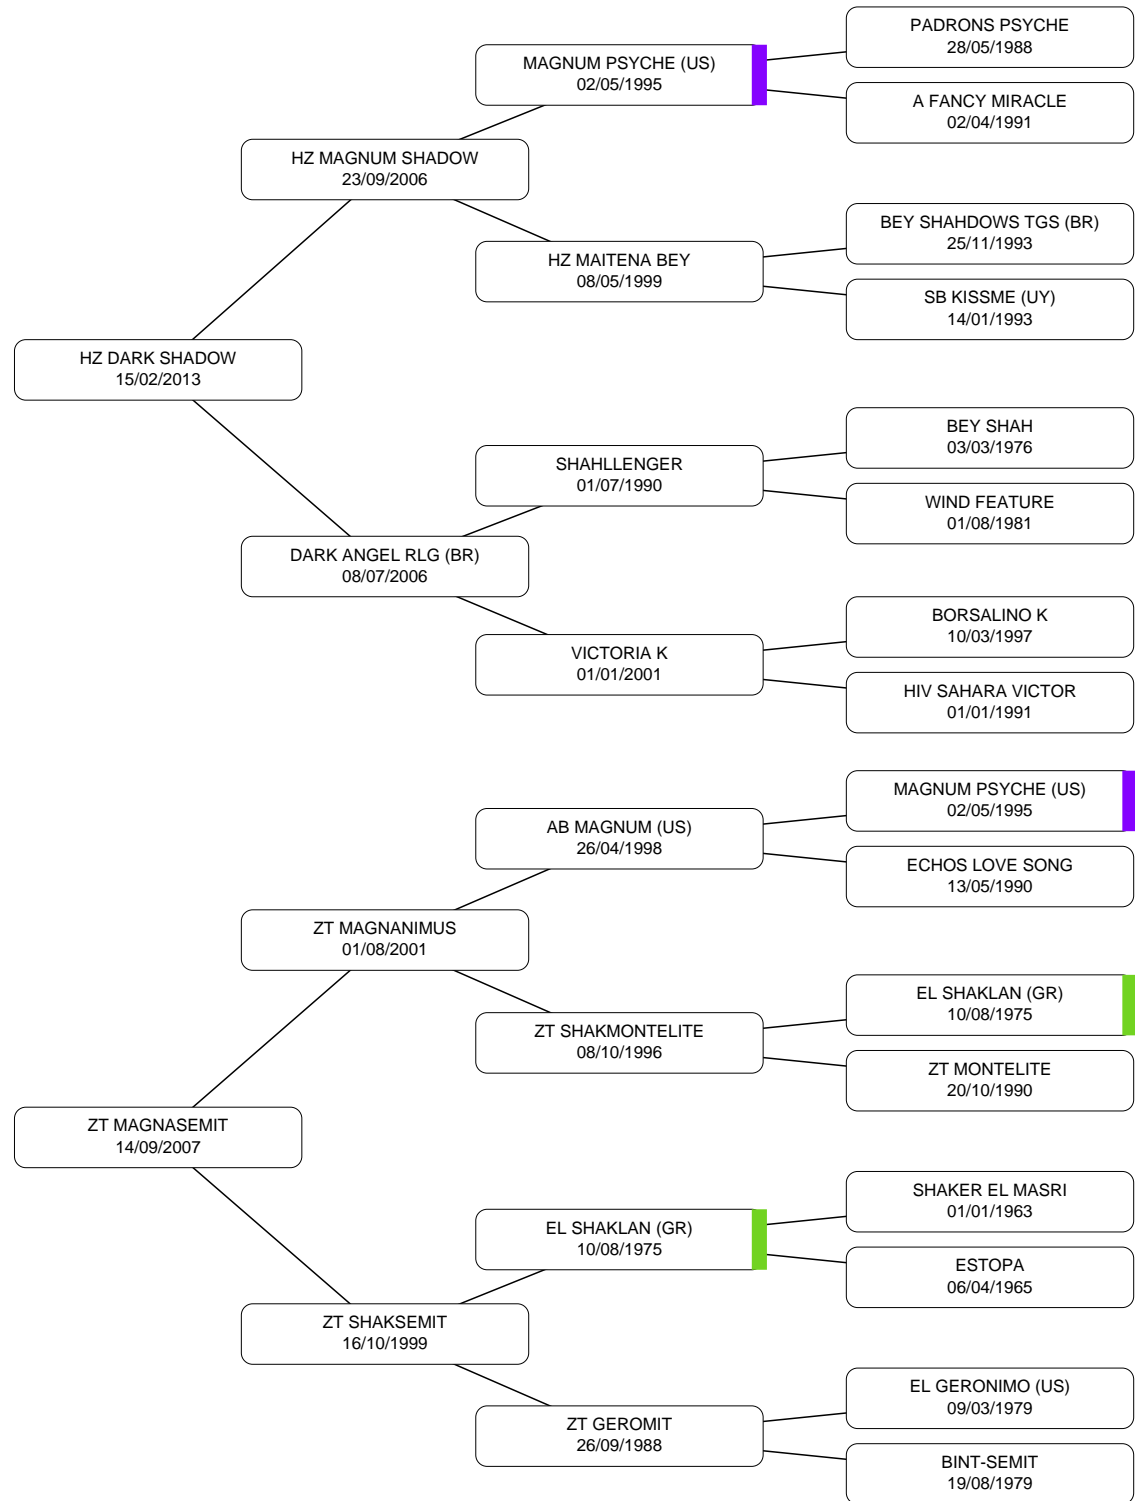 PADRONS PSYCHE
28/05/1988
MAGNUM PSYCHE (US)
02/05/1995
A FANCY MIRACLE
02/04/1991
HZ MAGNUM SHADOW
23/09/2006
BEY SHAHDOWS TGS (BR)
25/11/1993
HZ MAITENA BEY
08/05/1999
SB KISSME (UY)
14/01/1993
HZ DARK SHADOW
15/02/2013
BEY SHAH
03/03/1976
SHAHLLENGER
01/07/1990
WIND FEATURE
01/08/1981
DARK ANGEL RLG (BR)
08/07/2006
BORSALINO K
10/03/1997
VICTORIA K
01/01/2001
HIV SAHARA VICTOR
01/01/1991
MAGNUM PSYCHE (US)
02/05/1995
AB MAGNUM (US)
26/04/1998
ECHOS LOVE SONG
13/05/1990
ZT MAGNANIMUS
01/08/2001
EL SHAKLAN (GR)
10/08/1975
ZT SHAKMONTELITE
08/10/1996
ZT MONTELITE
20/10/1990
ZT MAGNASEMIT
14/09/2007
SHAKER EL MASRI
01/01/1963
EL SHAKLAN (GR)
10/08/1975
ESTOPA
06/04/1965
ZT SHAKSEMIT
16/10/1999
EL GERONIMO (US)
09/03/1979
ZT GEROMIT
26/09/1988
BINT-SEMIT
19/08/1979